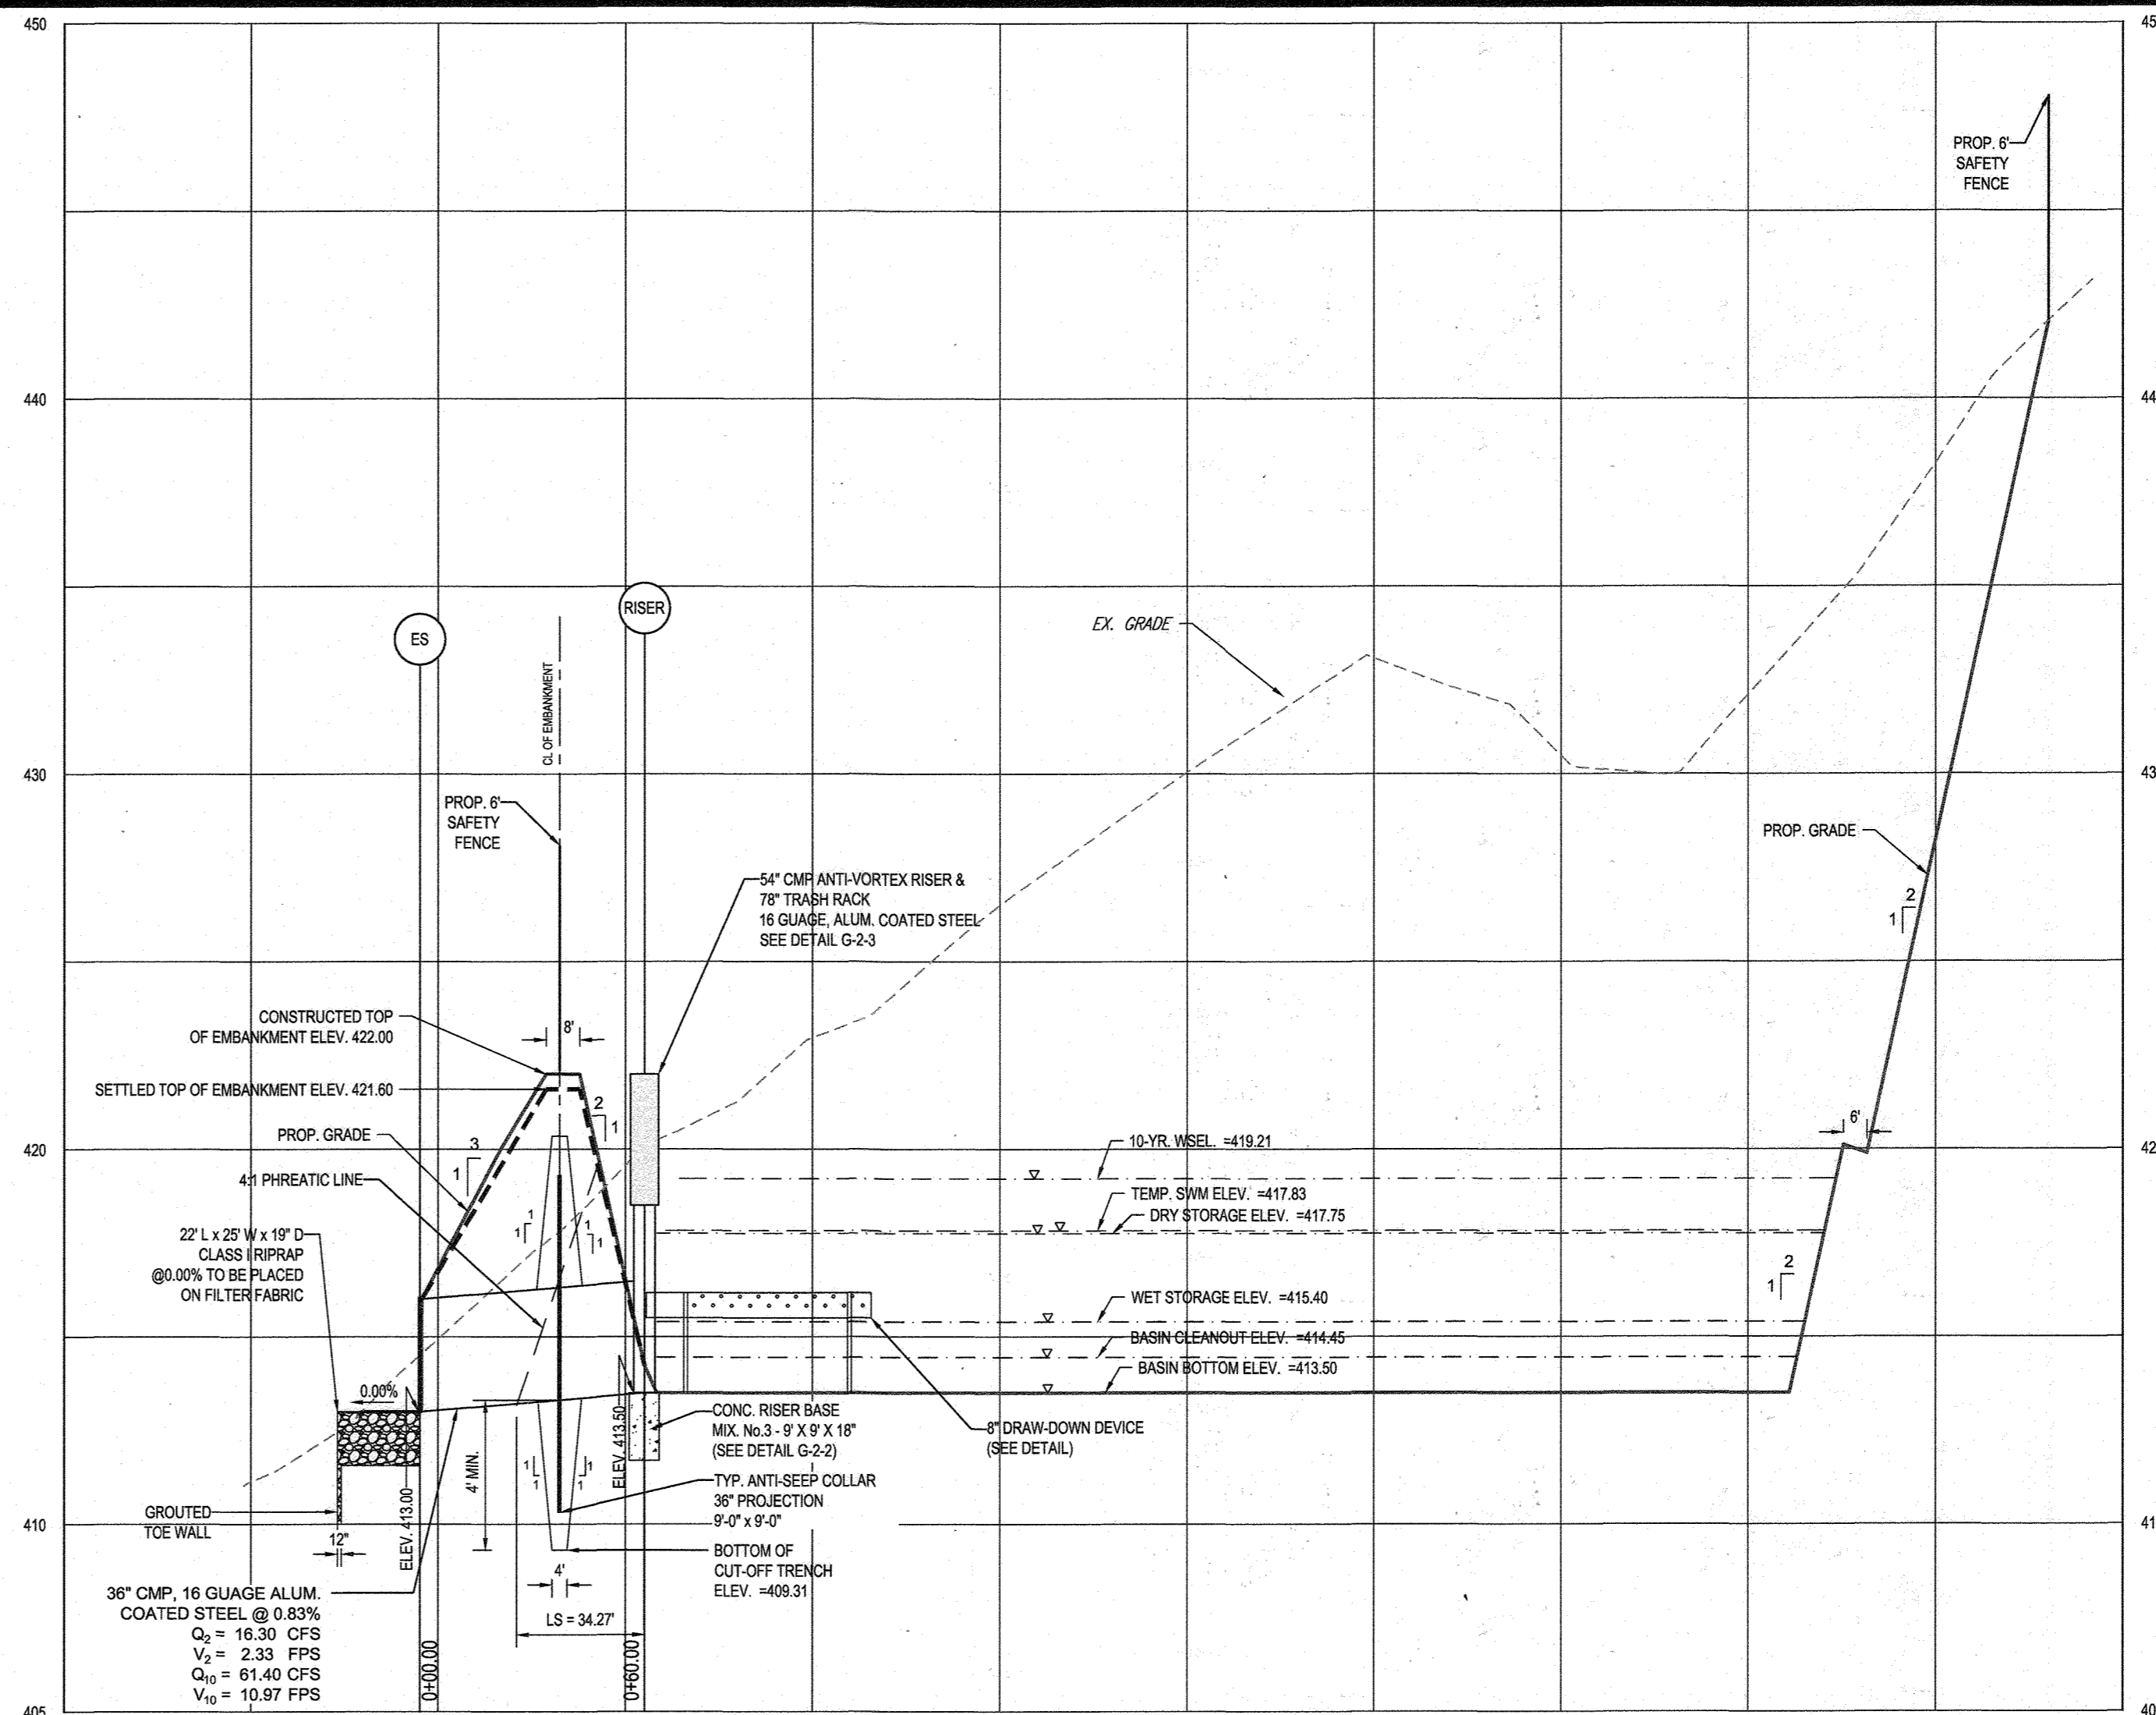 450
45
PROP. 6'
SAFETY
FENCE
440
44
RISER
ES
EX. GRADE
CL OF EMBANKMENT
430
43
PROP. 6'
SAFETY
FENCE
PROP. GRADE
54" CMP ANTI-VORTEX RISER &
78" TRASH RACK
16 GUAGE, ALUM. COATED STEEL
SEE DETAIL G-2-3
2
1
CONSTRUCTED TOP
OF EMBANKMENT ELEV. 422.00
8'
SETTLED TOP OF EMBANKMENT ELEV. 421.60
2
1
6'
PROP. GRADE
3
1
10-YR. WSEL. =419.21
420
42
4:1 PHREATIC LINE
TEMP. SWM ELEV. =417.83
DRY STORAGE ELEV. =417.75
1
1
1
1
22' L x 25' W x 19" D
CLASS I RIPRAP
@0.00% TO BE PLACED
ON FILTER FABRIC
2
1
WET STORAGE ELEV. =415.40
BASIN CLEANOUT ELEV. =414.45
BASIN BOTTOM ELEV. =413.50
0.00%
ELEV. 413.50
CONC. RISER BASE
MIX. No.3 - 9' X 9' X 18"
(SEE DETAIL G-2-2)
8" DRAW-DOWN DEVICE
(SEE DETAIL)
4' MIN.
1
1
1
1
TYP. ANTI-SEEP COLLAR
36" PROJECTION
9'-0" x 9'-0"
GROUTED
TOE WALL
12"
ELEV. 413.00
410
41
BOTTOM OF
CUT-OFF TRENCH
ELEV. =409.31
4'
LS = 34.27'
36" CMP, 16 GUAGE ALUM.
COATED STEEL @ 0.83%
Q2 = 16.30 CFS
V2 = 2.33 FPS
Q10 = 61.40 CFS
V10 = 10.97 FPS
0+00.00
0+60.00
405
40